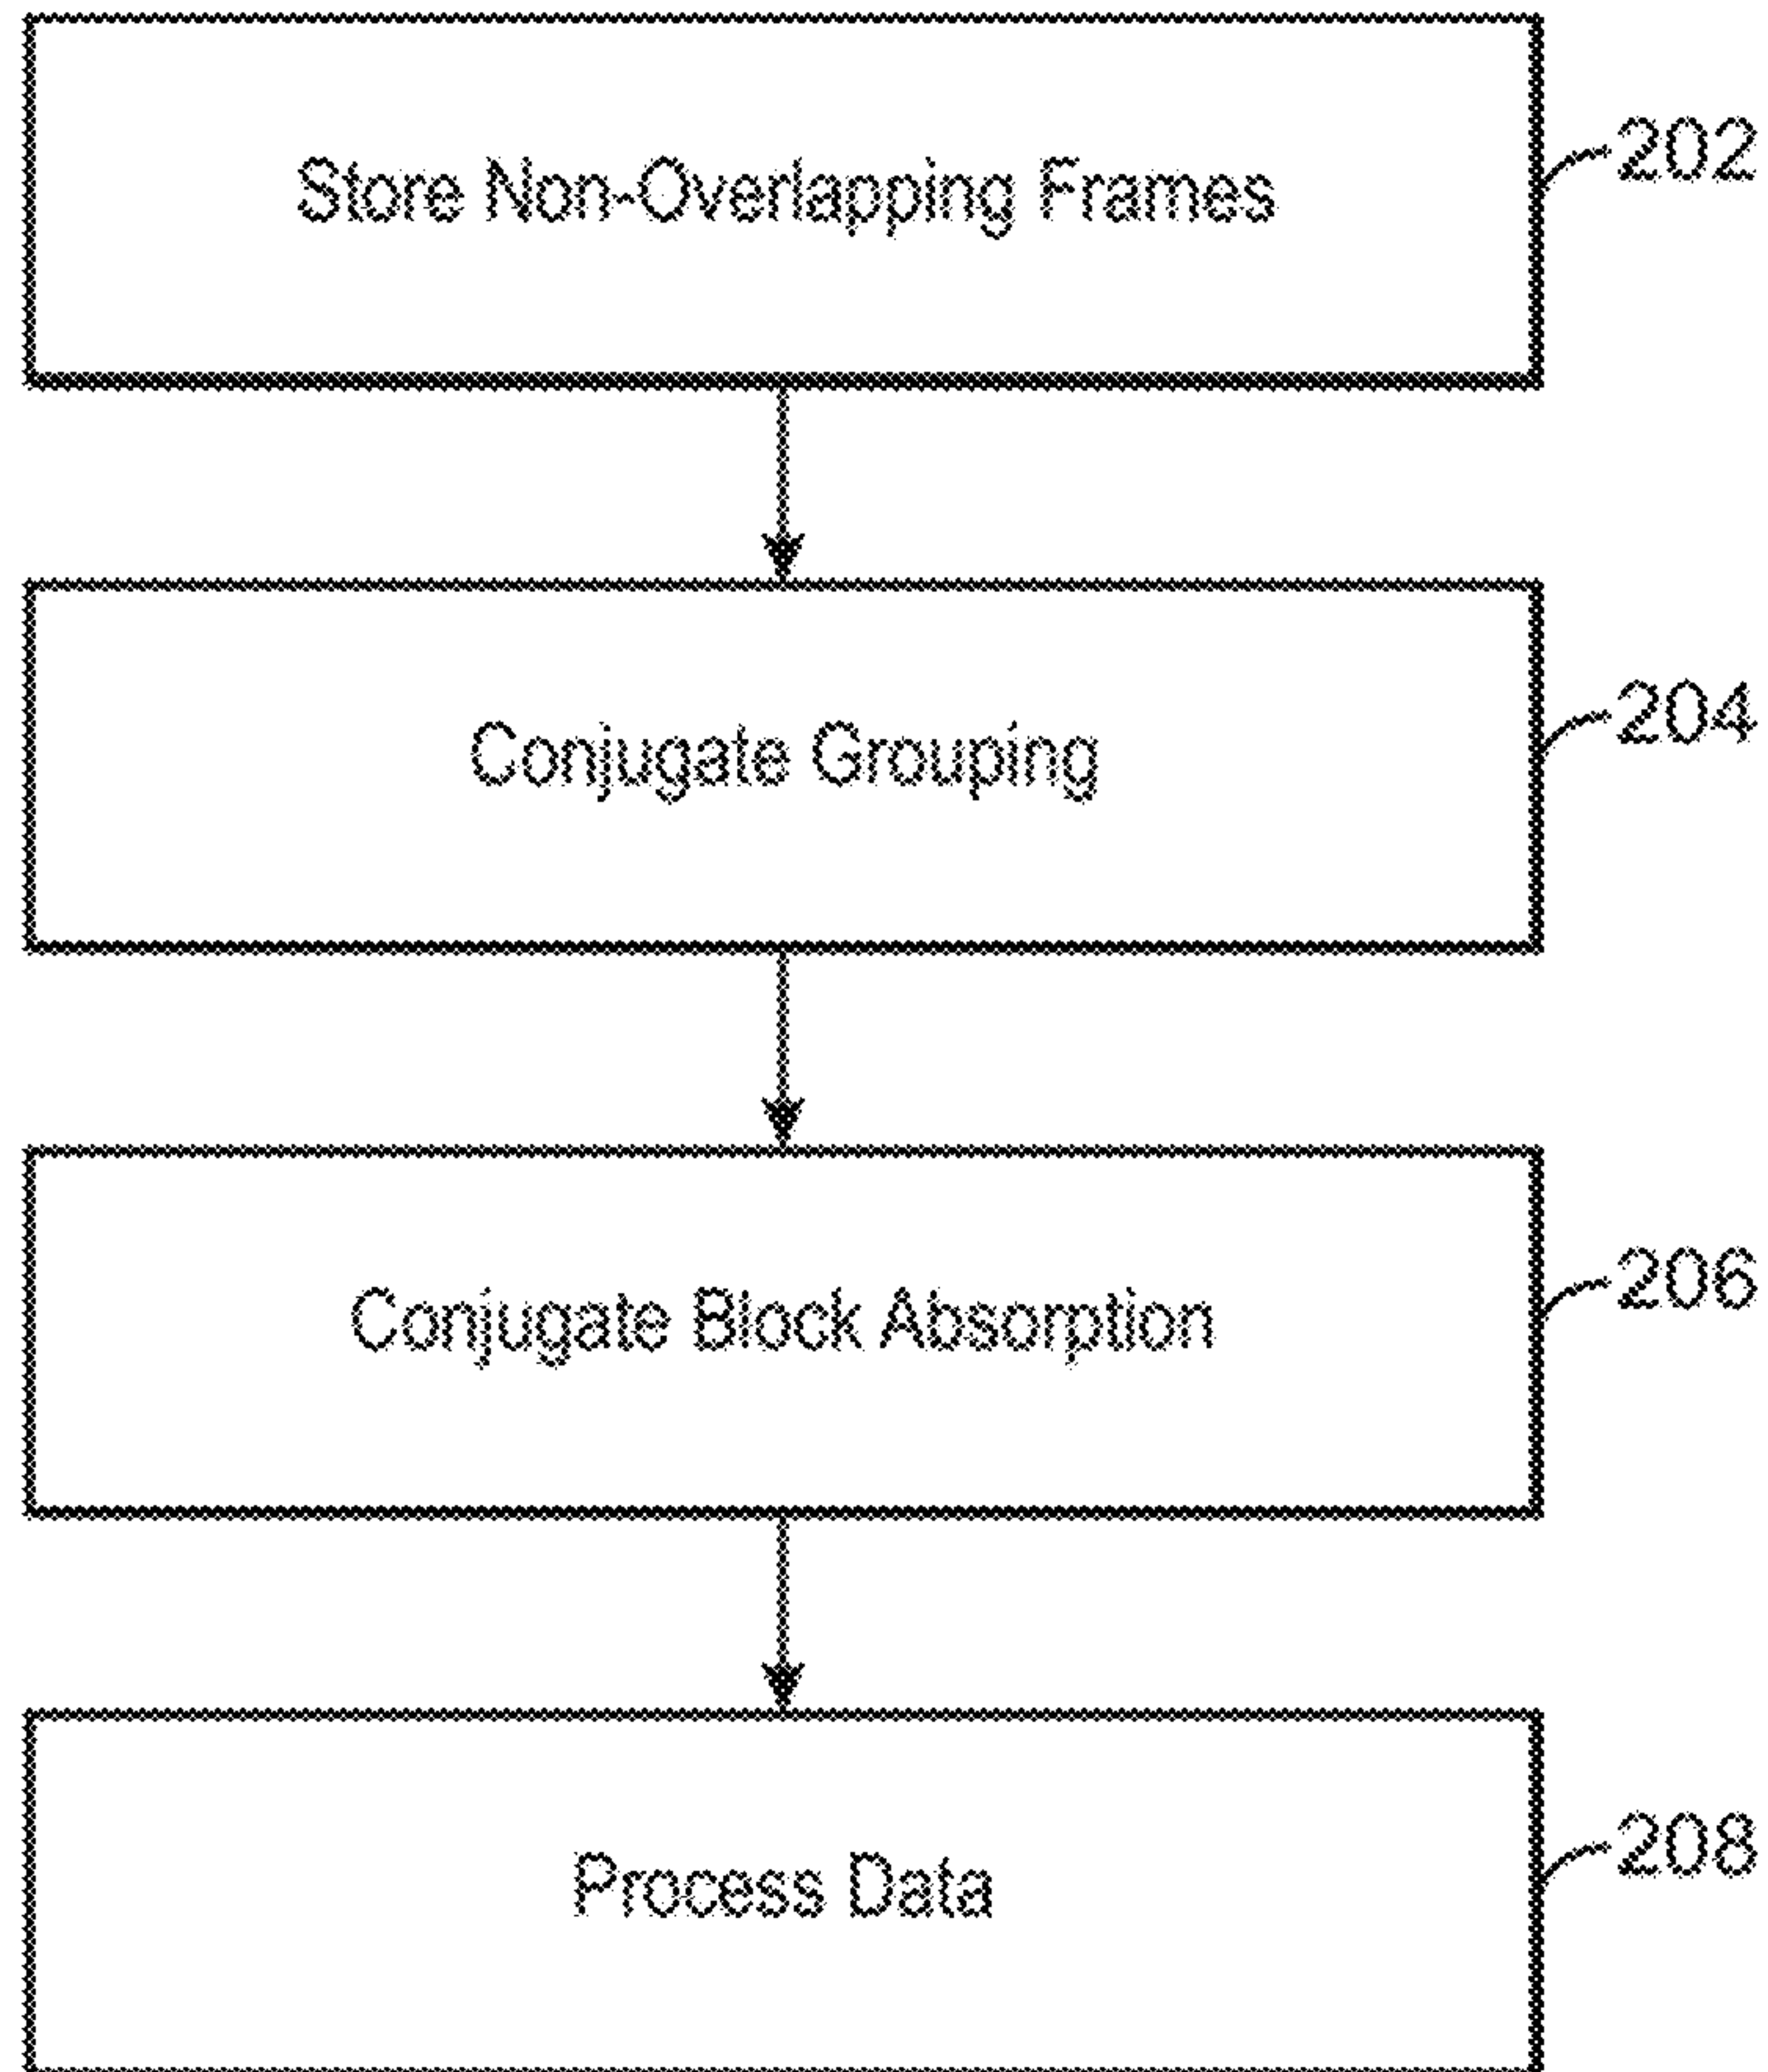 Store Non-Overlapping Frames
202
Conjugate Grouping
204
Conjugate Block Absorption
206
Process Data
208